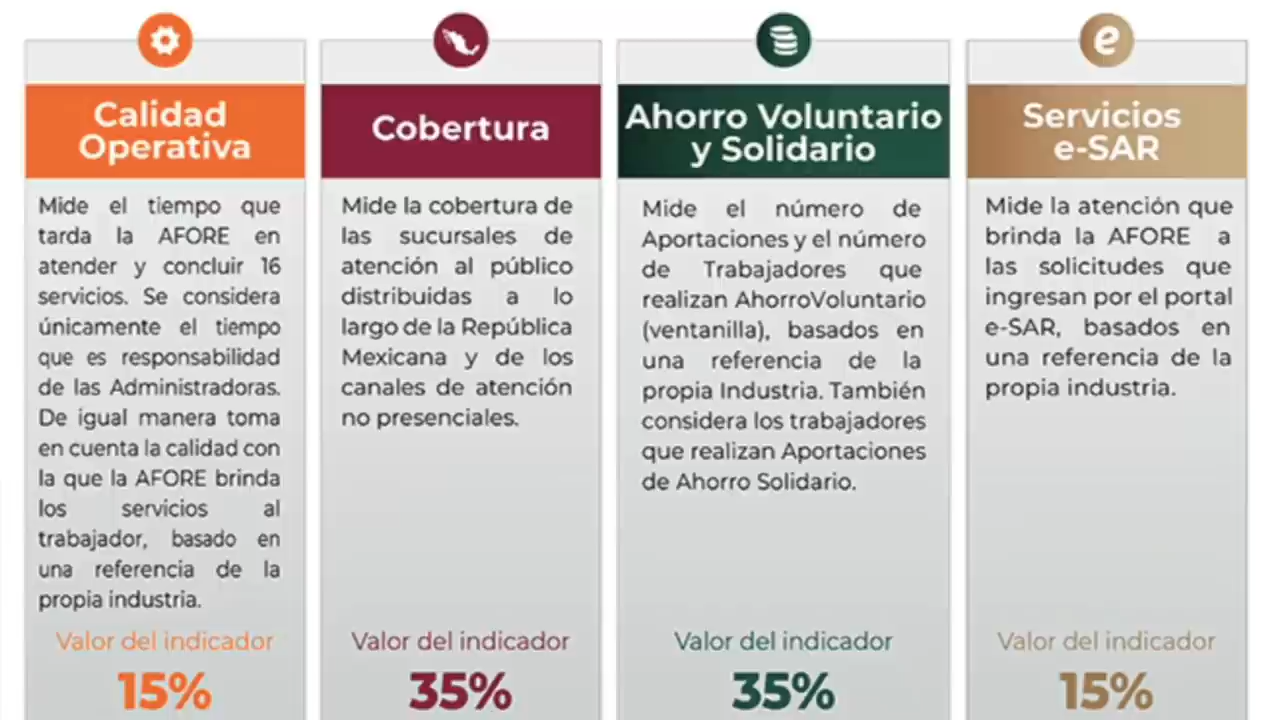 Calidad
Operativa
Mide el tiempo que
tarda la AFORE en
atender y concluir 16
servicios. Se considera
únicamente el tiempo
que es responsabilidad
de las Administradoras.
De igual manera toma
en cuenta la calidad con
la que la AFORE brinda
los servicios al
trabajador, basado en
una referencia de la
propia industria.
Valor del indicador
15%
Cobertura
Mide la cobertura de
las sucursales de
atención al público
distribuidas a lo
largo de la República
Mexicana y de los
canales de atención
no presenciales.
Valor del indicador
35%
Ahorro Voluntario
y Solidario
Mide el número de
Aportaciones y el número
de Trabajadores que
realizan AhorroVoluntario
(ventanilla), basados en
una referencia de la
propia Industria. También
considera los trabajadores
que realizan Aportaciones
de Ahorro Solidario.
Valor del indicador
35%
e
Servicios
e-SAR
Mide la atención que
brinda la AFORE a
las solicitudes que
ingresan por el portal
e-SAR, basados en
una referencia de la
propia industria.
Valor del indicador
15%